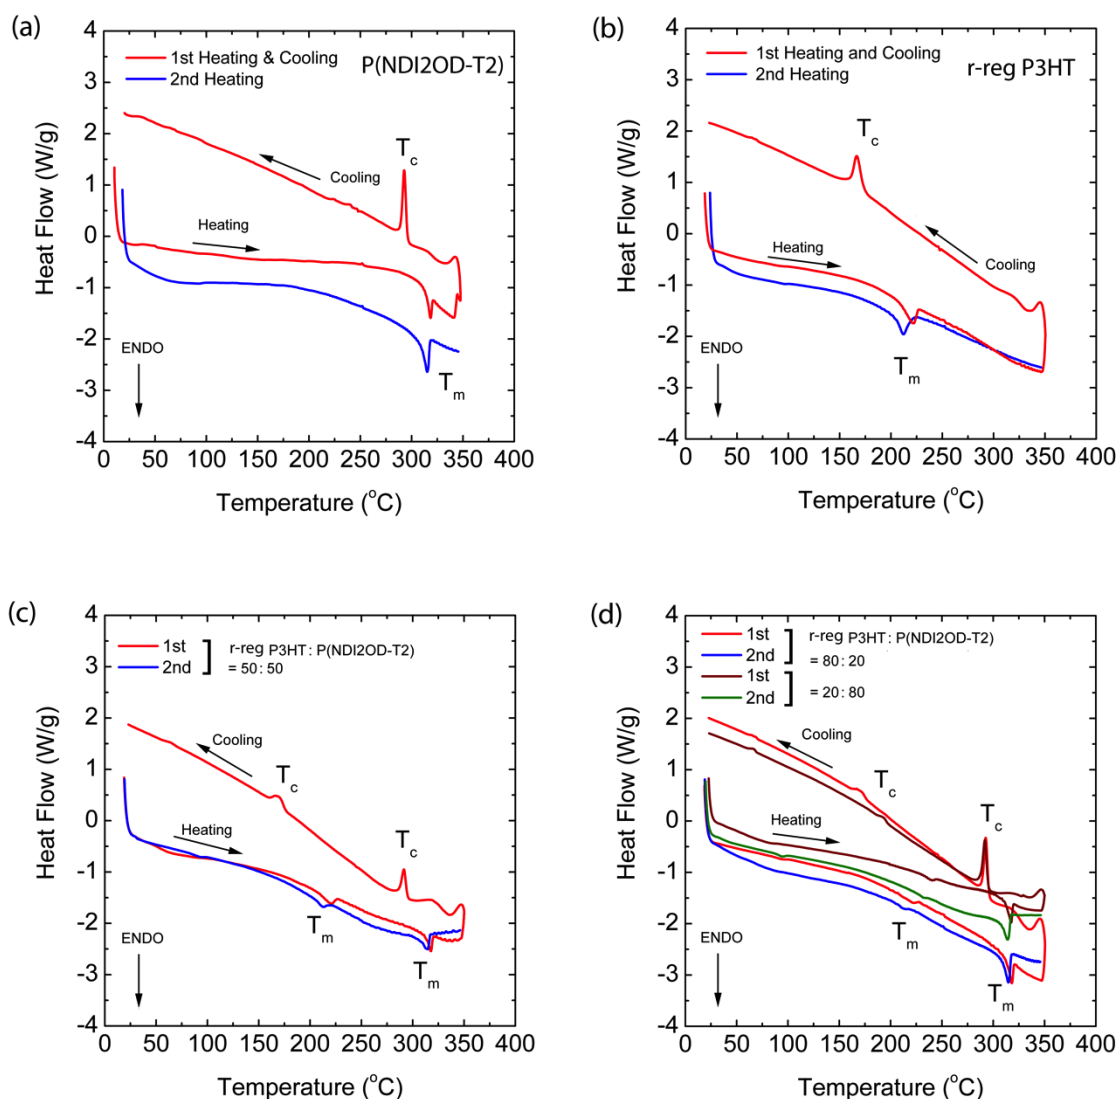 (a)
1st Heating & Cooling
2nd Heating
P(NDI2OD-T2)
Tc
Cooling
Heating
ENDO
Tm
Heat Flow (W/g)
4
3
2
1
0
-1
-2
-3
-4
0 50 100 150 200 250 300 350 400
Temperature (oC)
(b)
1st Heating and Cooling
2nd Heating
r-reg P3HT
Tc
Heating
Cooling
ENDO
Tm
Heat Flow (W/g)
4
3
2
1
0
-1
-2
-3
-4
0 50 100 150 200 250 300 350 400
Temperature (oC)
(c)
1st
2nd
] r-reg P3HT: P(NDI2OD-T2)
= 50:50
Cooling
Tc
Heating
Tc
Tm
ENDO
Tm
Heat Flow (W/g)
4
3
2
1
0
-1
-2
-3
-4
0 50 100 150 200 250 300 350 400
Temperature (oC)
(d)
1st
2nd
] r-reg P3HT: P(NDI2OD-T2)
= 80:20
1st
2nd
] = 20:80
Cooling
Tc
Heating
Tc
Tm
ENDO
Tm
Heat Flow (W/g)
4
3
2
1
0
-1
-2
-3
-4
0 50 100 150 200 250 300 350 400
Temperature (oC)